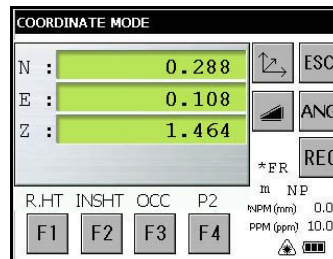 COORDINATE MODE
N : 0.288
E : 0.108
Z : 1.464
ESC
ANG
REC
*FR
m NP
R.HT INSHT OCC P2
F1 F2 F3 F4
NPM (mm) 0.0
PPM (ppm) 10.0